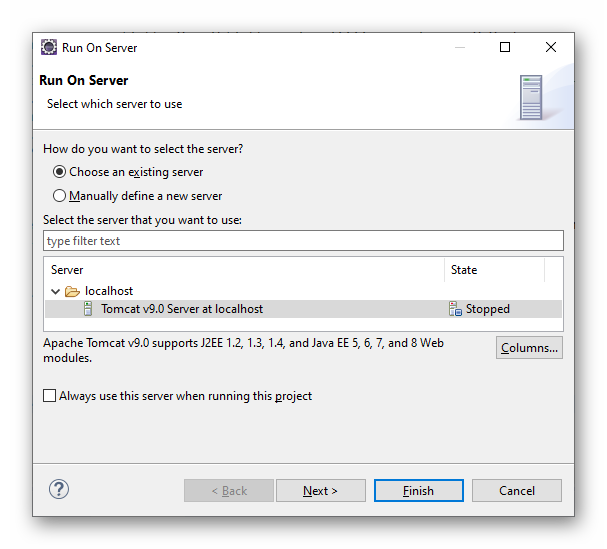 Run On Server
Run On Server
Select which server to use
How do you want to select the server?
Choose an existing server
Manually define a new server
Select the server that you want to use:
type filter text
Server State
localhost
Tomcat v9.0 Server at localhost Stopped
Apache Tomcat v9.0 supports J2EE 1.2, 1.3, 1.4, and Java EE 5, 6, 7, and 8 Web
modules.
Columns...
Always use this server when running this project
< Back Next > Finish Cancel